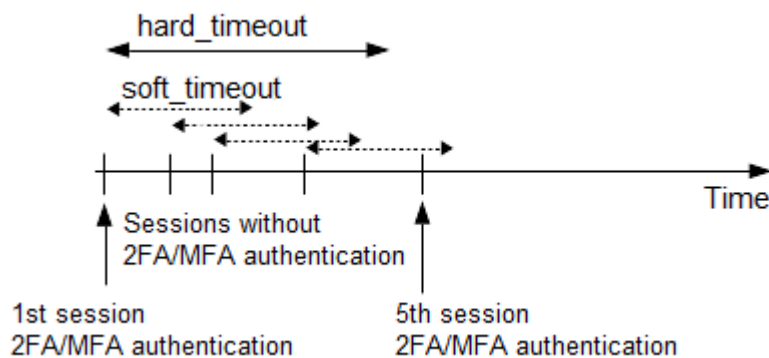 hard_timeout
soft_timeout
Time
Sessions without
2FA/MFA authentication
1st session
2FA/MFA authentication
5th session
2FA/MFA authentication